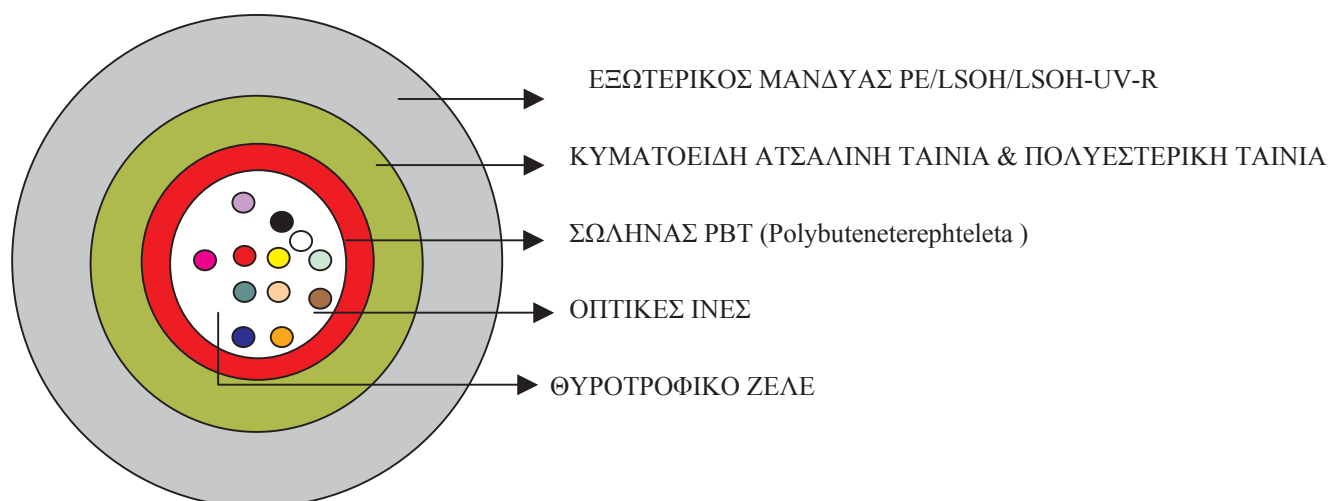 ΕΞΩΤΕΡΙΚΟΣ ΜΑΝΔΥΑΣ PE/LSOH/LSOH-UV-R
ΚΥΜΑΤΟΕΙΔΗ ΑΤΣΑΛΙΝΗ ΤΑΙΝΙΑ & ΠΟΛΥΕΣΤΕΡΙΚΗ ΤΑΙΝΙΑ
ΣΩΛΗΝΑΣ PBT (Polybuteneterephteleta )
ΟΠΤΙΚΕΣ ΙΝΕΣ
ΘΥΡΟΤΡΟΦΙΚΟ ΖΕΛΕ